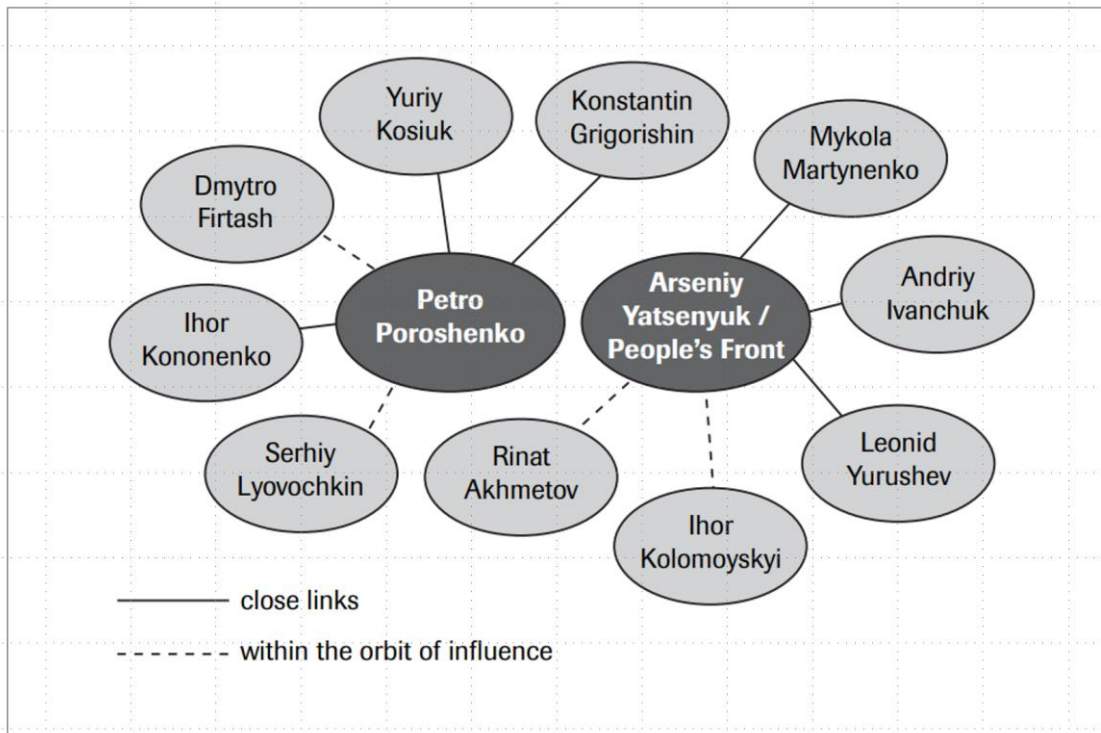 Yuriy
Kosiuk
Konstantin
Grigorishin
Mykola
Martynenko
Dmytro
Firtash
Andriy
Ivanchuk
Petro
Poroshenko
Arseniy
Yatsenyuk /
People's Front
Ihor
Kononenko
Serhiy
Lyovochkin
Rinat
Akhmetov
Leonid
Yurushev
Ihor
Kolomoyskyi
close links
within the orbit of influence